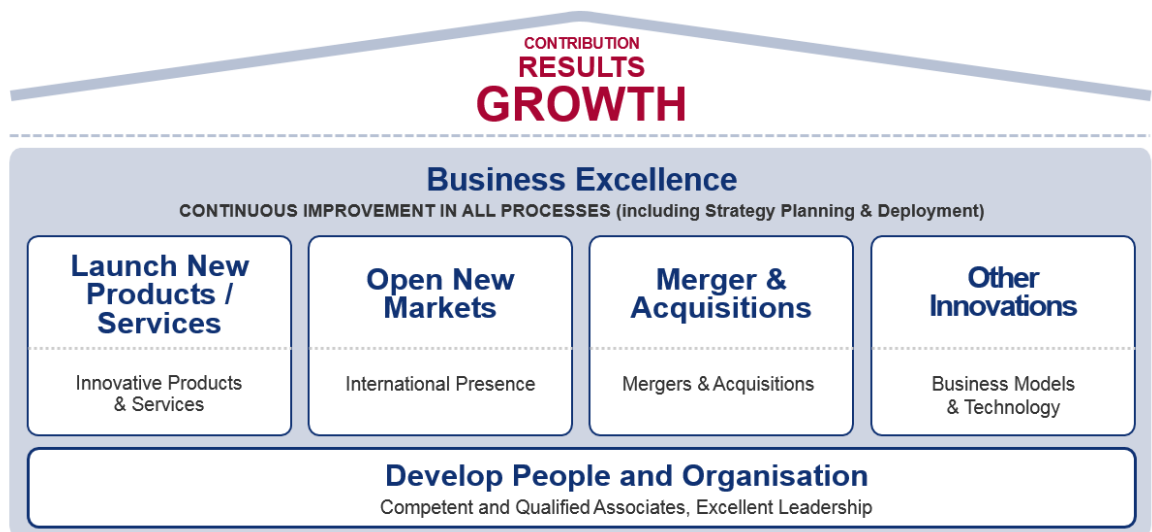 CONTRIBUTION
RESULTS
GROWTH
Business Excellence
CONTINUOUS IMPROVEMENT IN ALL PROCESSES (including Strategy Planning & Deployment)
Launch New
Products /
Services
Innovative Products
& Services
Open New
Markets
International Presence
Merger &
Acquisitions
Mergers & Acquisitions
Other
Innovations
Business Models
& Technology
Develop People and Organisation
Competent and Qualified Associates, Excellent Leadership